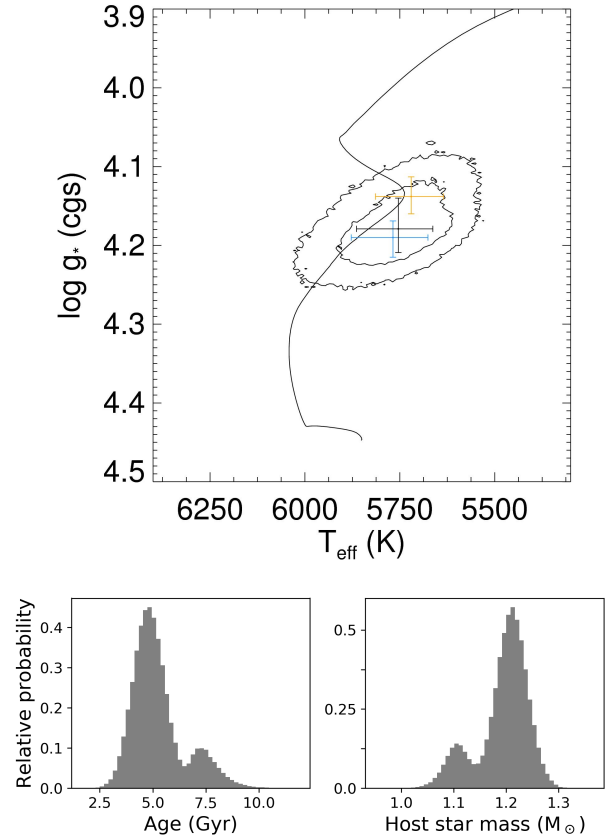 3.9
4.0
4.1
4.2
4.3
4.4
4.5
log g* (cgs)
6250 6000 5750 5500
T_eff (K)
0.4
0.3
0.2
0.1
0.0
Relative probability
2.5 5.0 7.5 10.0
Age (Gyr)
0.5
0.25
0.0
1.0 1.1 1.2 1.3
Host star mass (M⊙)